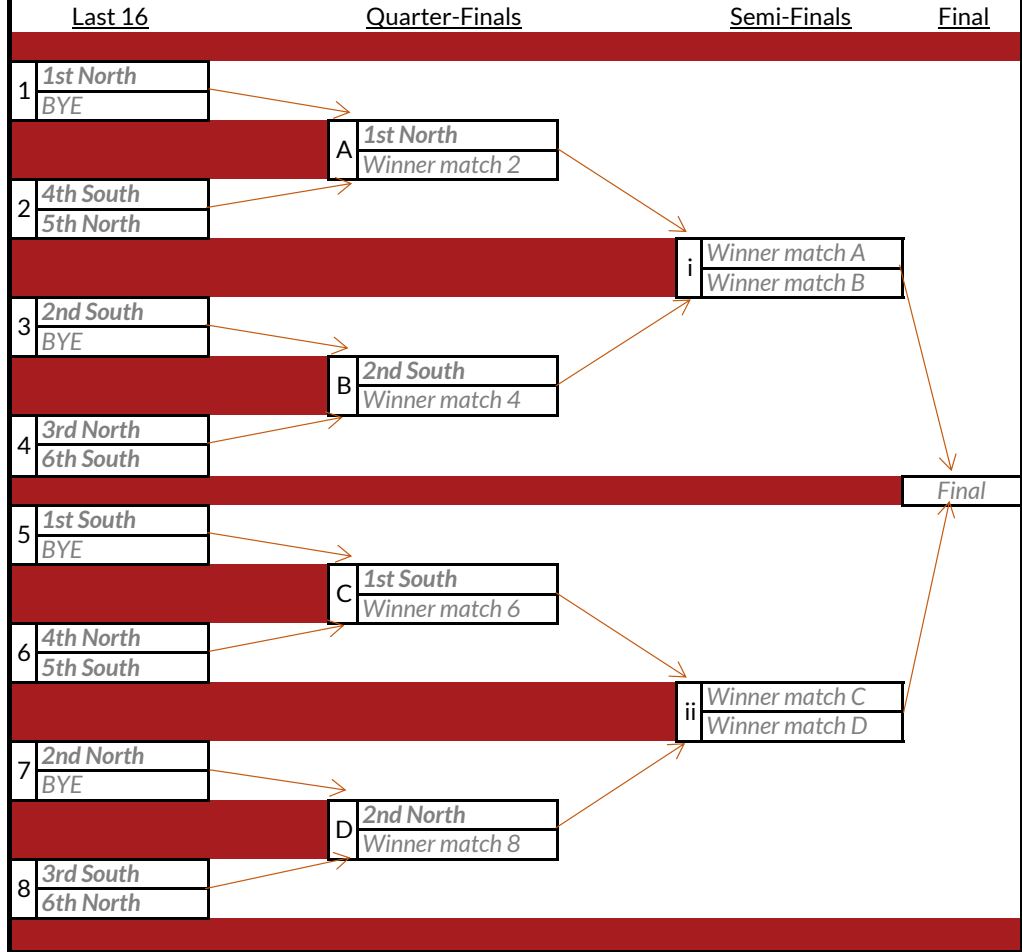 Last 16 Quarter-Finals Semi-Finals Final
1 1st North
BYE
A 1st North
Winner match 2
2 4th South
5th North
i Winner match A
Winner match B
3 2nd South
BYE
B 2nd South
Winner match 4
4 3rd North
6th South
Final
5 1st South
BYE
C 1st South
Winner match 6
6 4th North
5th South
ii Winner match C
Winner match D
7 2nd North
BYE
D 2nd North
Winner match 8
8 3rd South
6th North